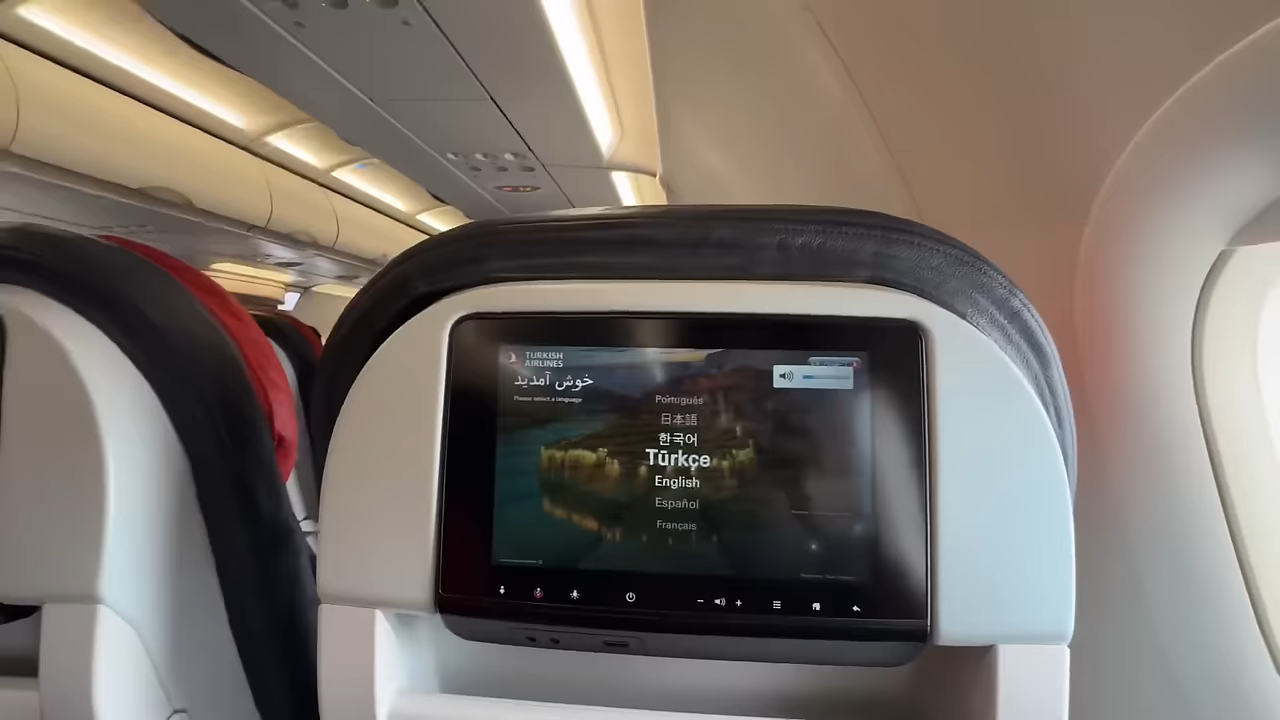 TURKISH
AIRLINES
خوش آمدید
Please select a language
Português
日本語
한국어
Türkçe
English
Español
Français